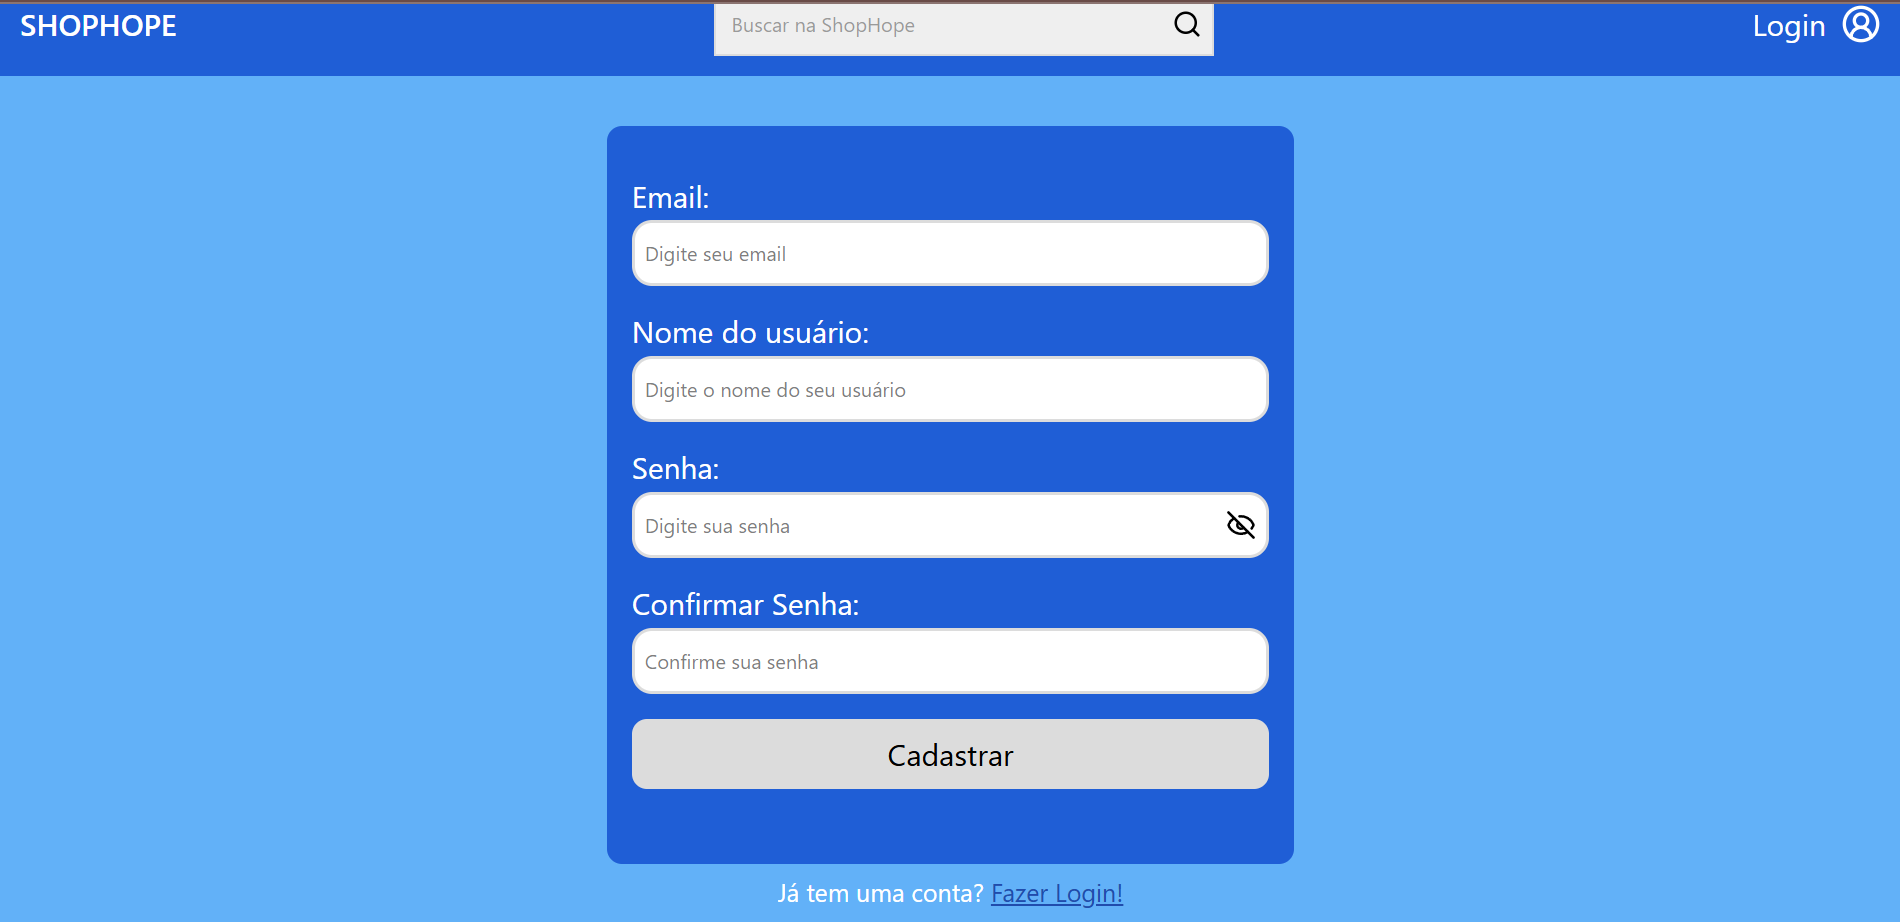 SHOPHOPE
Buscar na ShopHope
Login
Email:
Digite seu email
Nome do usuário:
Digite o nome do seu usuário
Senha:
Digite sua senha
Confirmar Senha:
Confirme sua senha
Cadastrar
Já tem uma conta? Fazer Login!